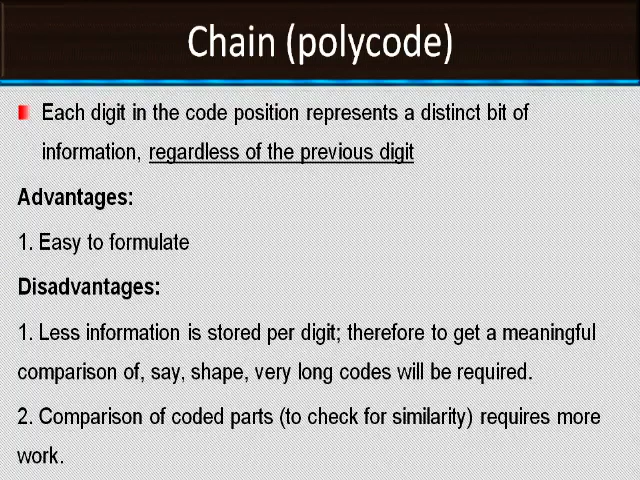 Chain (polycode)
Each digit in the code position represents a distinct bit of
information, regardless of the previous digit
Advantages:
1. Easy to formulate
Disadvantages:
1. Less information is stored per digit; therefore to get a meaningful
comparison of, say, shape, very long codes will be required.
2. Comparison of coded parts (to check for similarity) requires more
work.